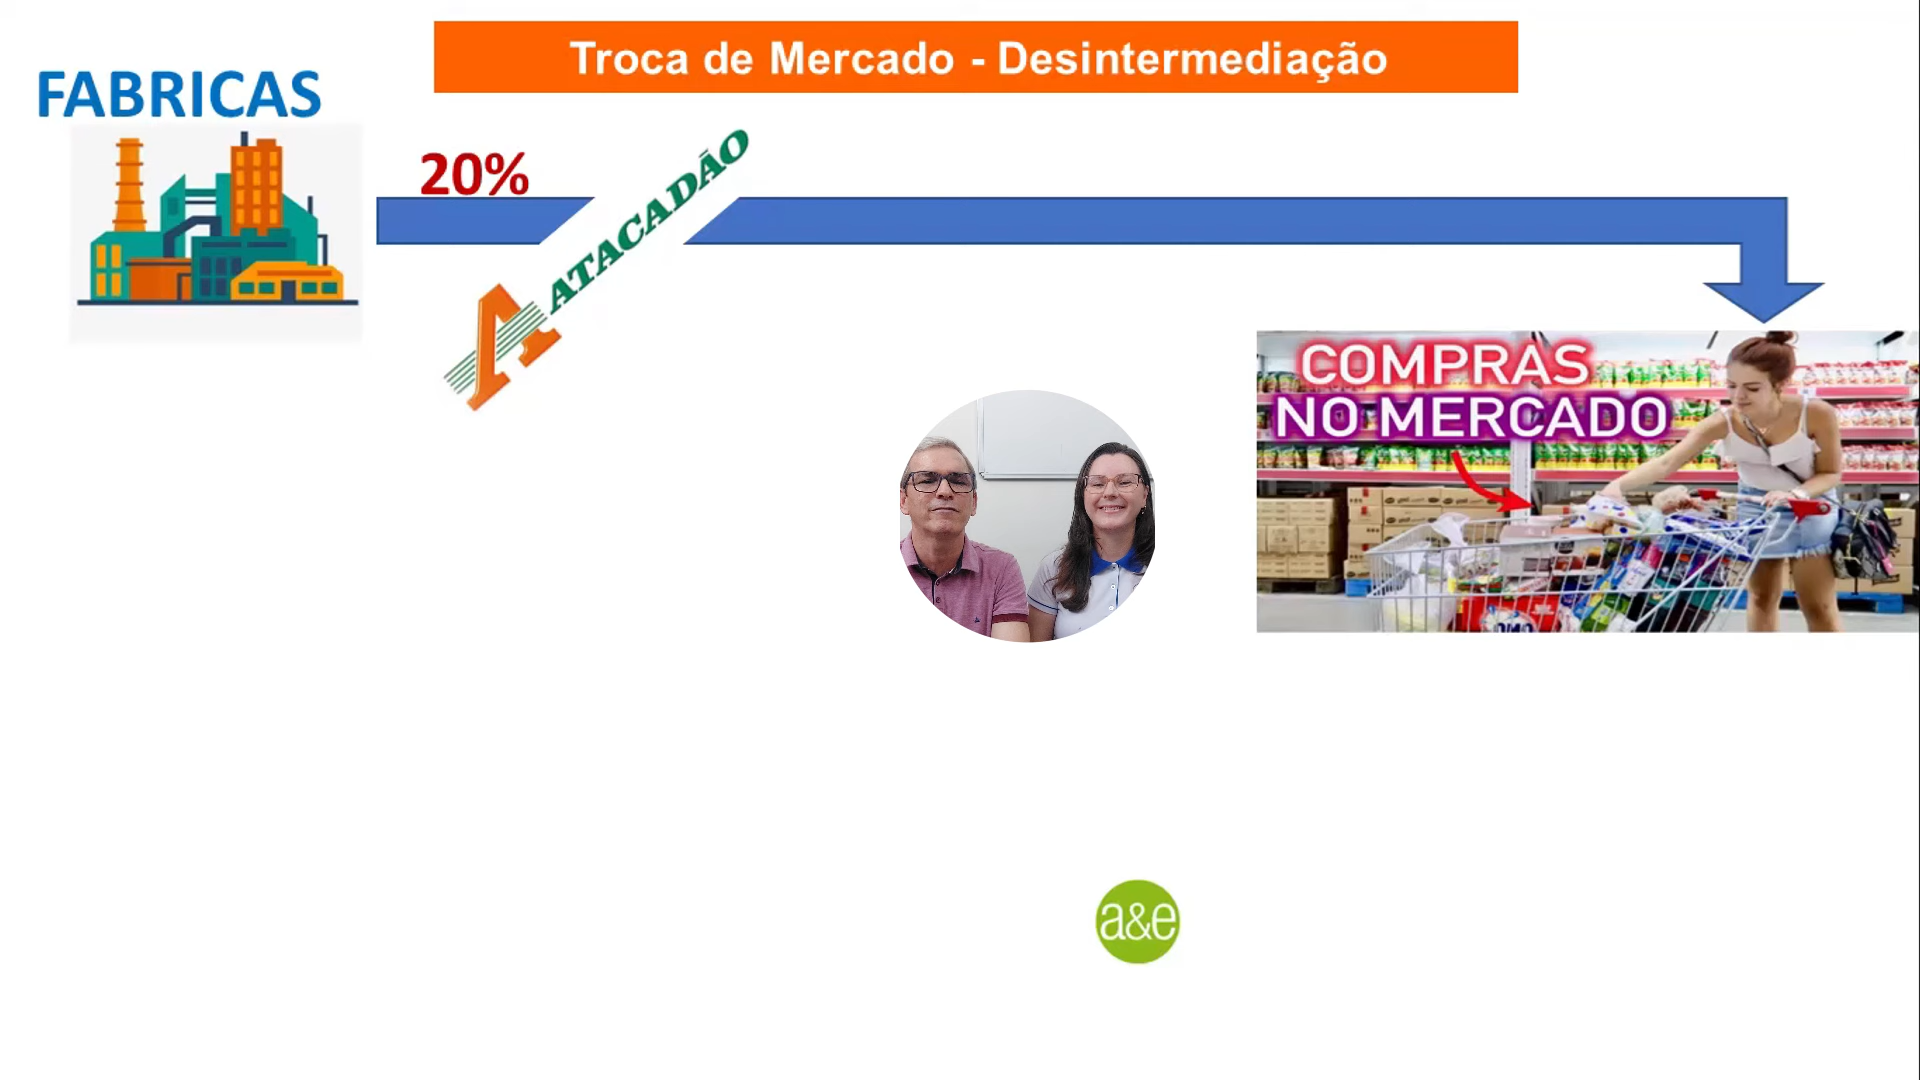 Troca de Mercado - Desintermediação
FABRICAS
20%
ATACADÃO
COMPRAS
NO MERCADO
a&e